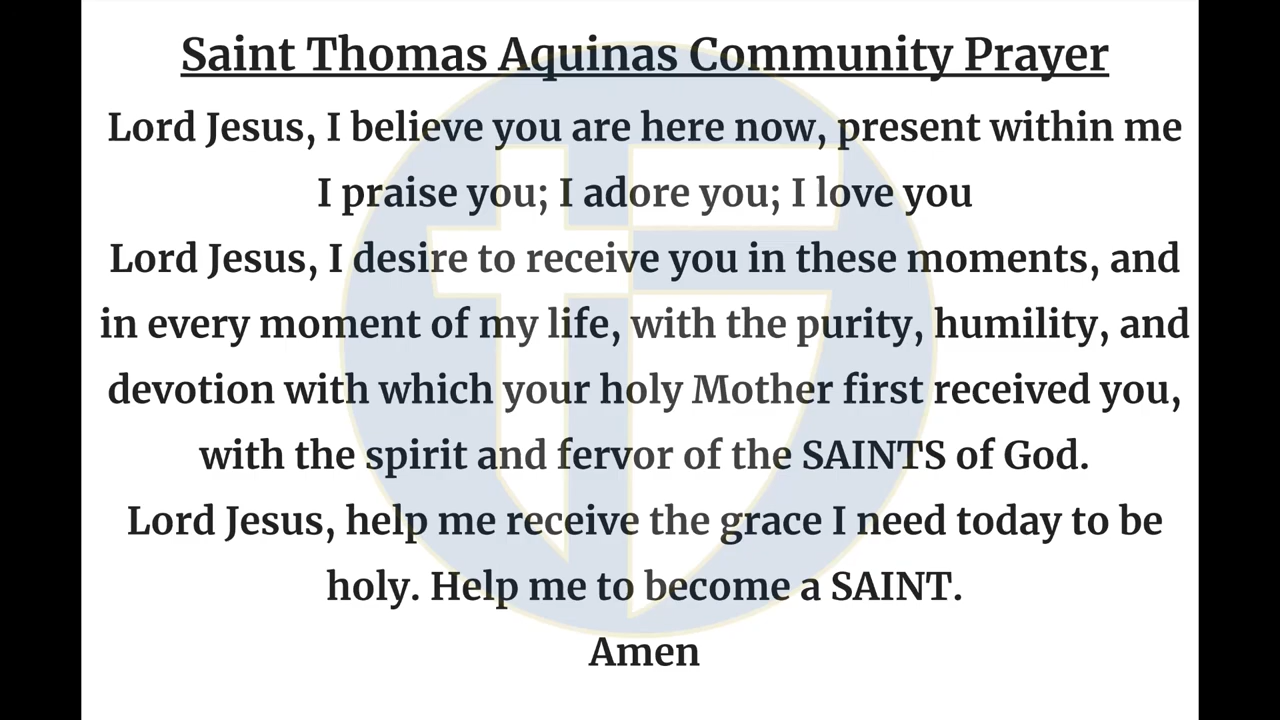 Saint Thomas Aquinas Community Prayer
Lord Jesus, I believe you are here now, present within me
I praise you; I adore you; I love you
Lord Jesus, I desire to receive you in these moments, and
in every moment of my life, with the purity, humility, and
devotion with which your holy Mother first received you,
with the spirit and fervor of the SAINTS of God.
Lord Jesus, help me receive the grace I need today to be
holy. Help me to become a SAINT.
Amen